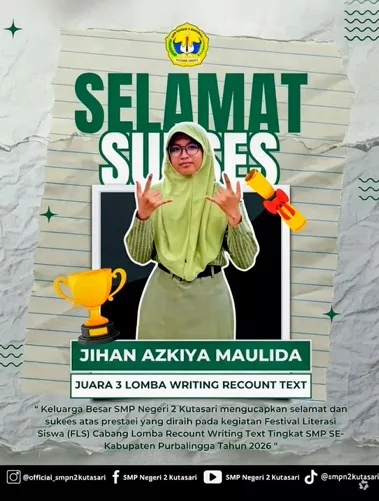 SELAMAT
SUKSES
JIHAN AZKIYA MAULIDA
JUARA 3 LOMBA WRITING RECOUNT TEXT
" Keluarga Besar SMP Negeri 2 Kutasari mengucapkan selamat dan
sukees atas prestaei yang diraih pada kegiatan Festival Literasi
Siswa (FLS) Cabang Lomba Recount Writing Text Tingkat SMP SE-
Kabupaten Purbalingga Tahun 2026 "
@official_smpn2kutasari SMP Negeri 2 Kutasari SMP Negeri 2 Kutasari @smpn2kutasari